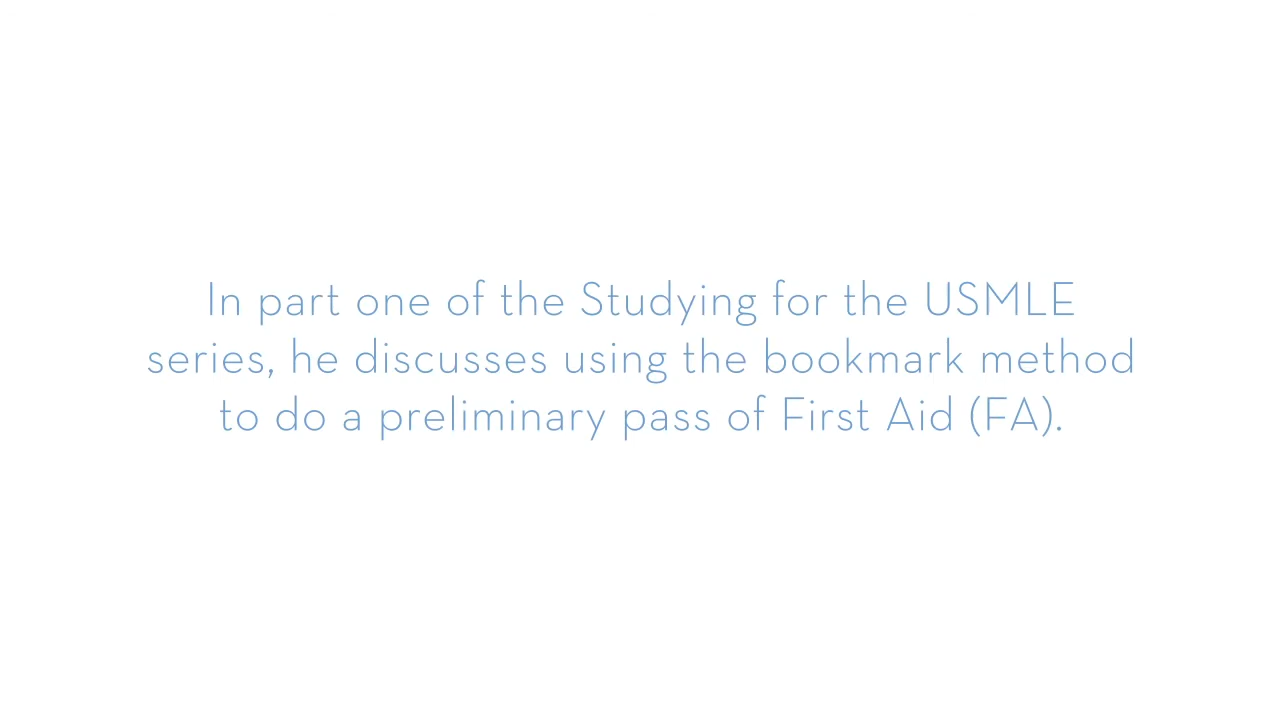 In part one of the Studying for the USMLE
series, he discusses using the bookmark method
to do a preliminary pass of First Aid (FA).